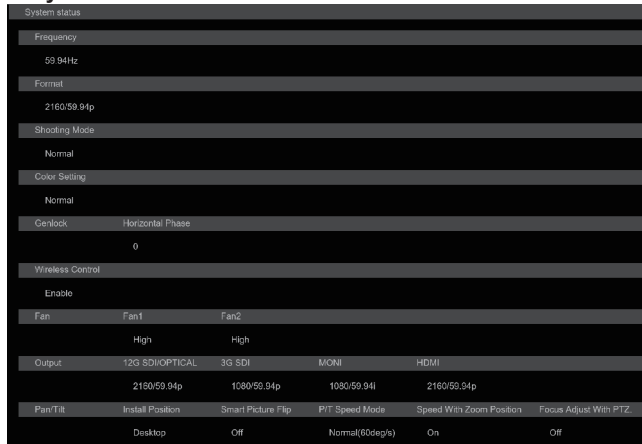 System status
Frequency
59.94Hz
Format
2160/59.94p
Shooting Mode
Normal
Color Setting
Normal
Genlock Horizontal Phase
0
Wireless Control
Enable
Fan Fan1 Fan2
High High
Output 12G SDI/OPTICAL 3G SDI MONI HDMI
2160/59.94p 1080/59.94p 1080/59.94i 2160/59.94p
Pan/Tilt Install Position Smart Picture Flip P/T Speed Mode Speed With Zoom Position Focus Adjust With PTZ.
Desktop Off Normal(60deg/s) On Off